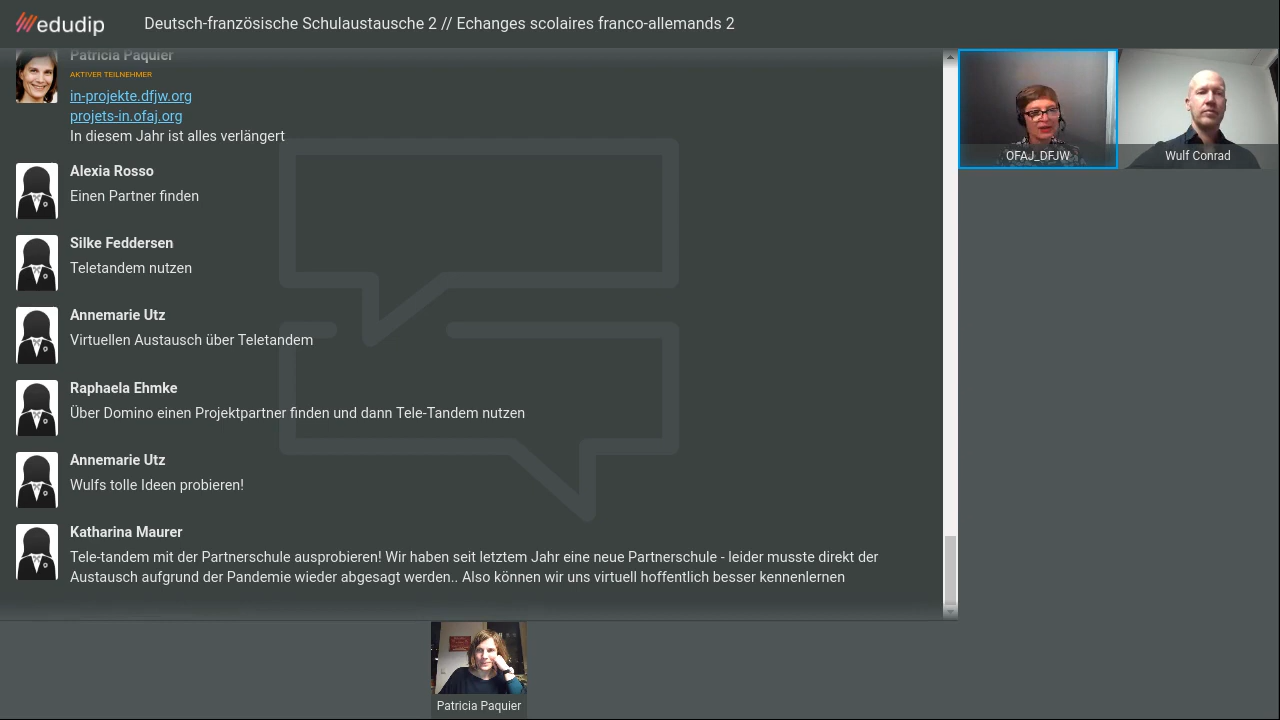 edudip
Deutsch-französische Schulaustausche 2 // Echanges scolaires franco-allemands 2
Patricia Paquier
AKTIVER TEILNEHMER
in-projekte.dfjw.org
projets-in.ofaj.org
In diesem Jahr ist alles verlängert
Alexia Rosso
Einen Partner finden
Silke Feddersen
Teletandem nutzen
Annemarie Utz
Virtuellen Austausch über Teletandem
Raphaela Ehmke
Über Domino einen Projektpartner finden und dann Tele-Tandem nutzen
Annemarie Utz
Wulfs tolle Ideen probieren!
Katharina Maurer
Tele-tandem mit der Partnerschule ausprobieren! Wir haben seit letztem Jahr eine neue Partnerschule - leider musste direkt der
Austausch aufgrund der Pandemie wieder abgesagt werden.. Also können wir uns virtuell hoffentlich besser kennenlernen
OFAJ_DFJW
Wulf Conrad
Patricia Paquier